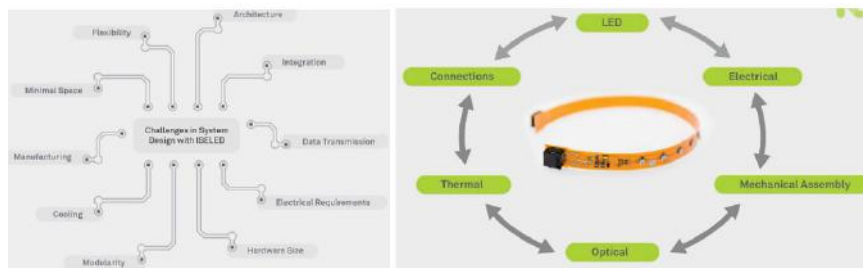 Architecture
Flexibility
Integration
Minimal Space
Challenges in System
Design with ISELED
Data Transmission
Manufacturing
Electrical Requirements
Cooling
Hardware Size
Modularity
LED
Connections
Electrical
Thermal
Mechanical Assembly
Optical